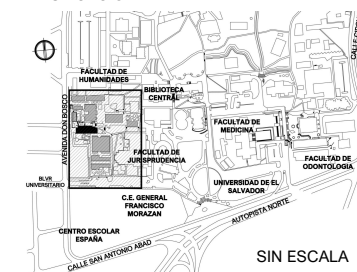 FACULTAD DE
HUMANIDADES
BIBLIOTECA
CENTRAL
AVENIDA DON BOSCO
FACULTAD DE
MEDICINA
FACULTAD DE
JURISPRUDENCIA
FACULTAD DE
ODONTOLOGIA
BLVR
UNIVERSITARIO
UNIVERSIDAD DE EL
SALVADOR
C.E. GENERAL
FRANCISCO
MORAZAN
AUTOPISTA NORTE
CENTRO ESCOLAR
ESPAÑA
CALLE SAN ANTONIO ABAD
SIN ESCALA
CALLE